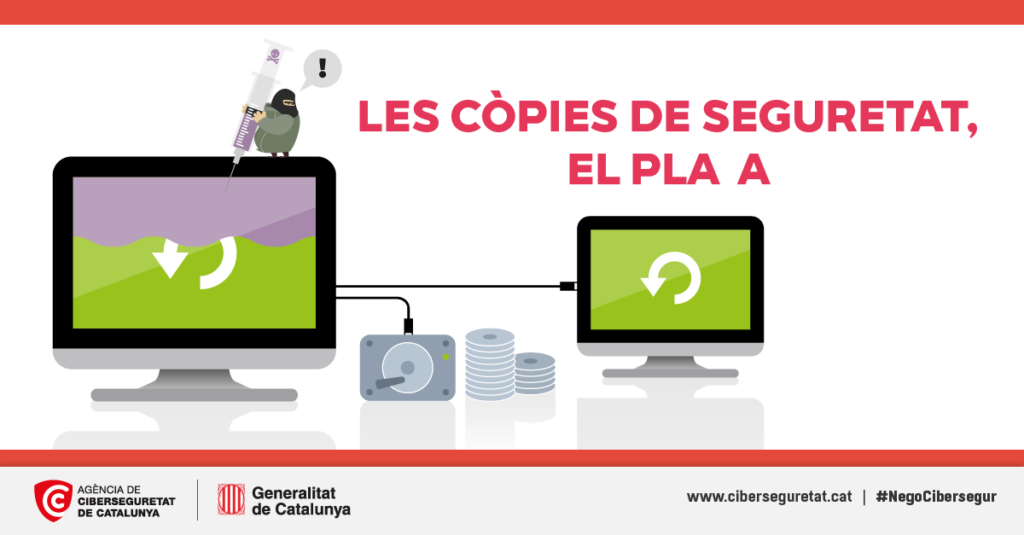 !
LES CÒPIES DE SEGURETAT,
EL PLA A
AGÈNCIA DE
CIBERSEGURETAT
DE CATALUNYA
Generalitat
de Catalunya
www.ciberseguretat.cat | #NegoCibersegur